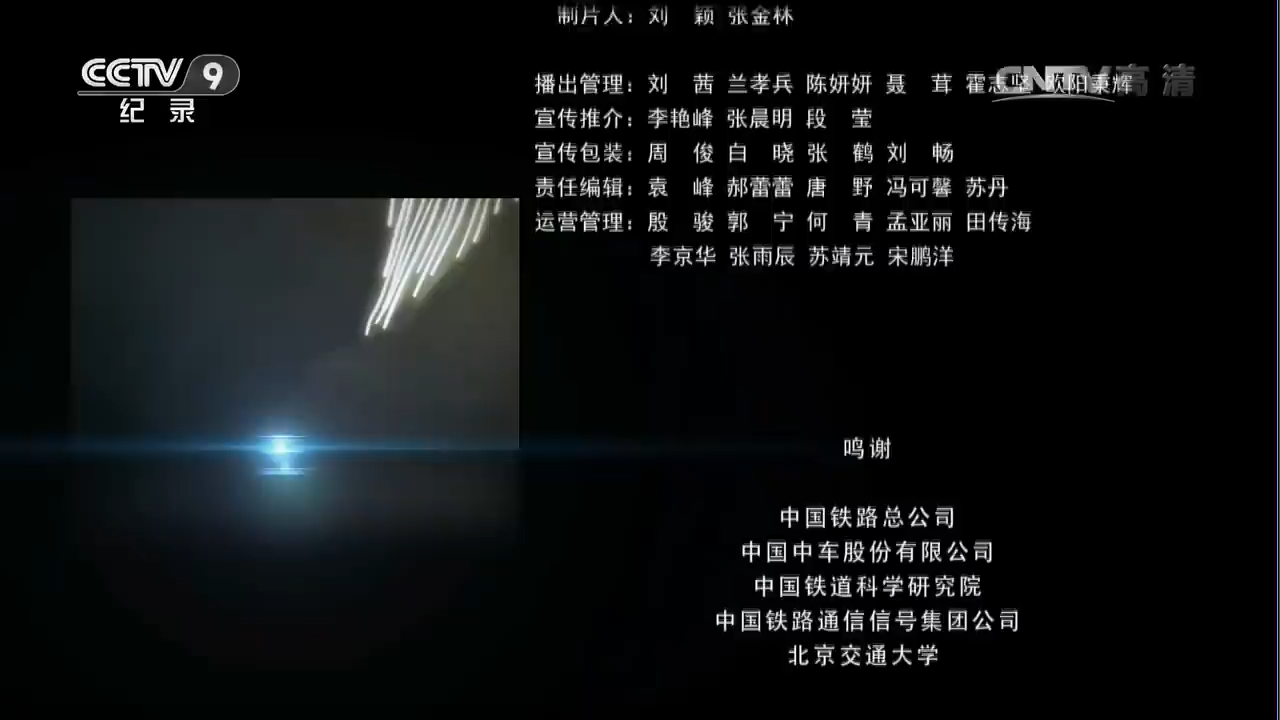 制片人：刘　颖 张金林
CCTV 9
纪录
CNTV高清
播出管理：刘　茜 兰孝兵 陈妍妍 聂　茸 霍志坚 欧阳秉辉
宣传推介：李艳峰 张晨明 段　莹
宣传包装：周　俊 白　晓 张　鹤 刘　畅
责任编辑：袁　峰 郝蕾蕾 唐　野 冯可馨 苏丹
运营管理：殷　骏 郭　宁 何　青 孟亚丽 田传海
李京华 张雨辰 苏靖元 宋鹏洋
鸣谢
中国铁路总公司
中国中车股份有限公司
中国铁道科学研究院
中国铁路通信信号集团公司
北京交通大学